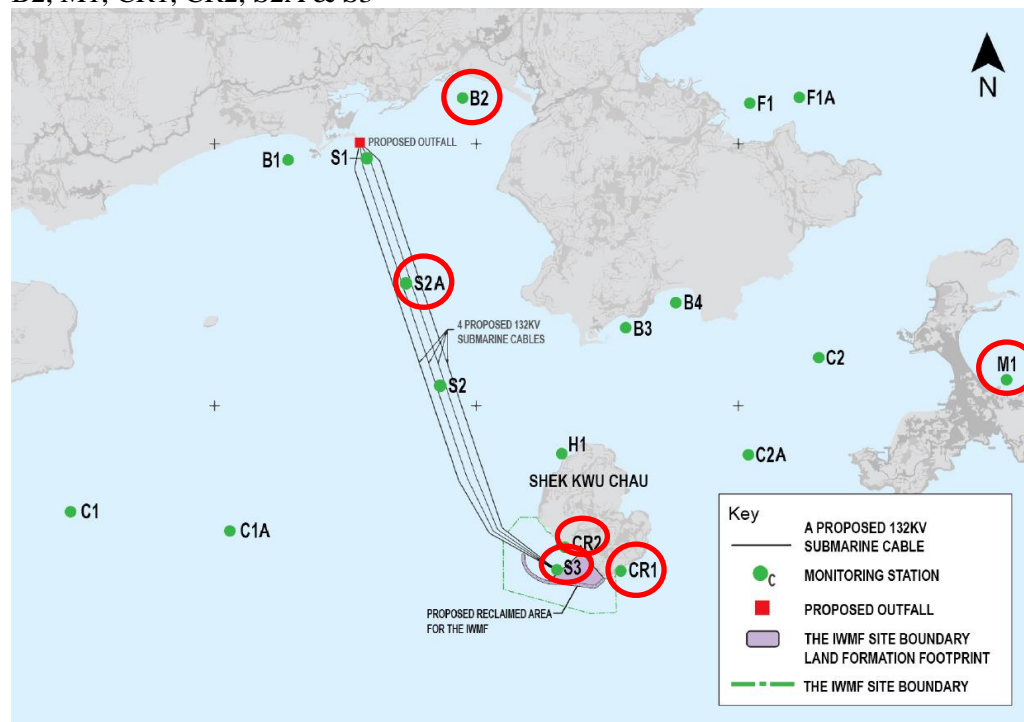 B2, M1, CR1, CR2, S2A & S3
N
B2
F1
F1A
PROPOSED OUTFALL
B1
S1
S2A
B4
B3
4 PROPOSED 132KV
SUBMARINE CABLES
C2
M1
S2
H1
C2A
SHEK KWU CHAU
C1
C1A
CR2
S3
CR1
PROPOSED RECLAIMED AREA
FOR THE IWMF
Key
A PROPOSED 132KV
SUBMARINE CABLE
C
MONITORING STATION
PROPOSED OUTFALL
THE IWMF SITE BOUNDARY
LAND FORMATION FOOTPRINT
THE IWMF SITE BOUNDARY